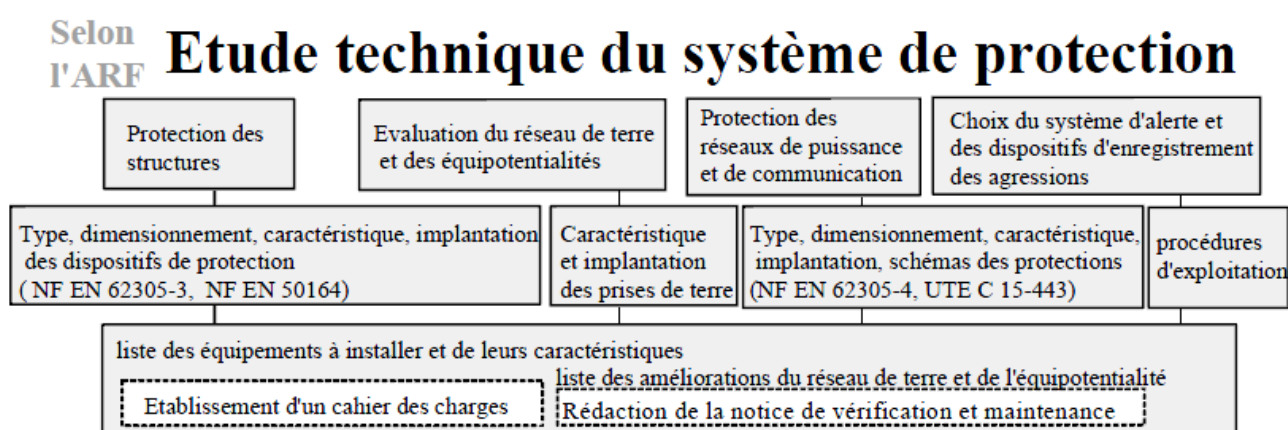 Selon
l'ARF
Etude technique du système de protection
Protection des
structures
Evaluation du réseau de terre
et des équipotentialités
Protection des
réseaux de puissance
et de communication
Choix du système d'alerte et
des dispositifs d'enregistrement
des agressions
Type, dimensionnement, caractéristique, implantation
des dispositifs de protection
( NF EN 62305-3, NF EN 50164)
Caractéristique
et implantation
des prises de terre
Type, dimensionnement, caractéristique,
implantation, schémas des protections
(NF EN 62305-4, UTE C 15-443)
procédures
d'exploitation
liste des équipements à installer et de leurs caractéristiques
liste des améliorations du réseau de terre et de l'équipotentialité
Etablissement d'un cahier des charges
Rédaction de la notice de vérification et maintenance